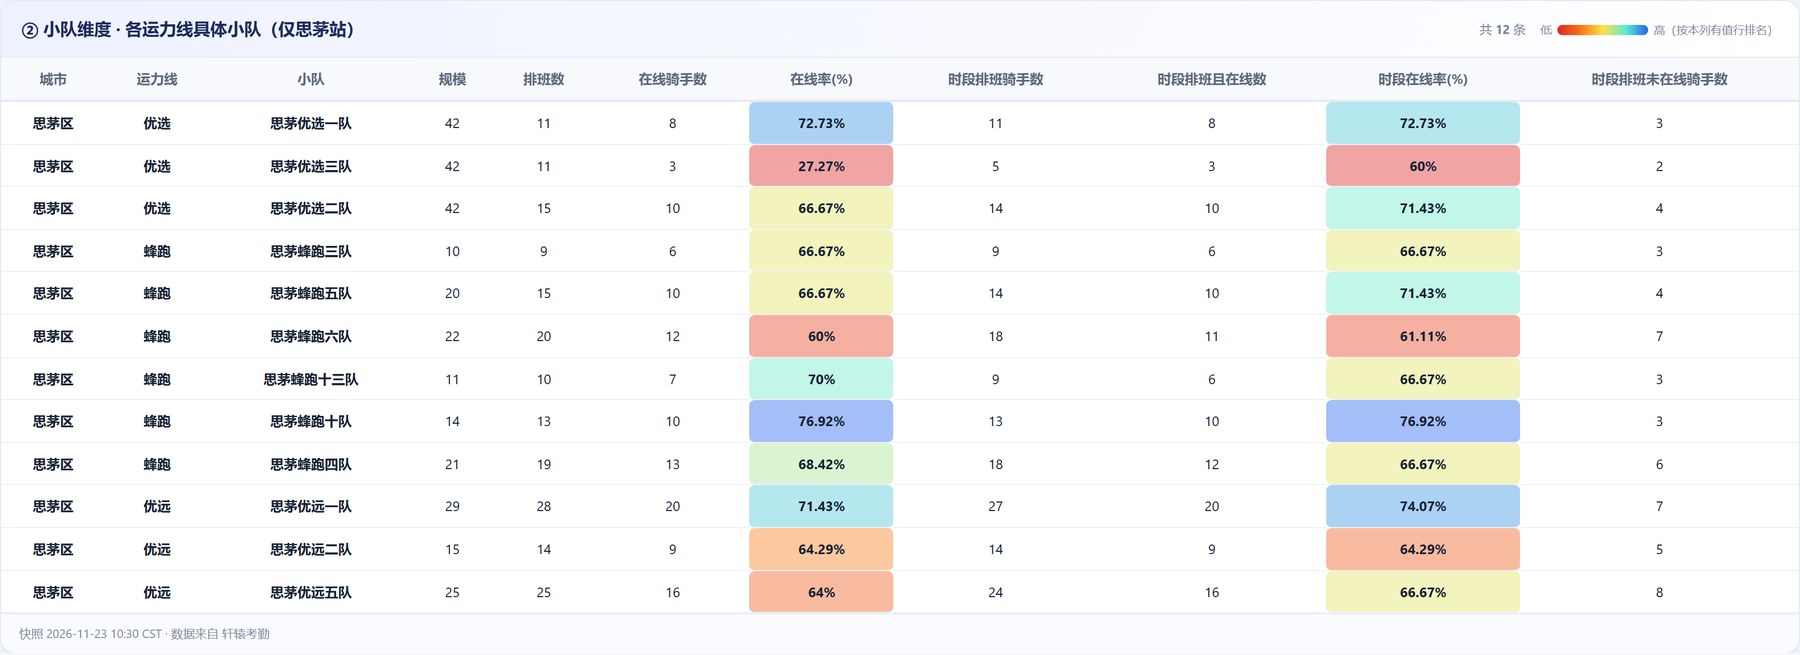 ② 小队维度 · 各运力线具体小队（仅思茅站）
共 12 条 低 高 (按本列有值行排名)
城市 运力线 小队 规模 排班数 在线骑手数 在线率(%) 时段排班骑手数 时段排班且在线数 时段在线率(%) 时段排班未在线骑手数
思茅区 优选 思茅优选一队 42 11 8 72.73% 11 8 72.73% 3
思茅区 优选 思茅优选三队 42 11 3 27.27% 5 3 60% 2
思茅区 优选 思茅优选二队 42 15 10 66.67% 14 10 71.43% 4
思茅区 蜂跑 思茅蜂跑三队 10 9 6 66.67% 9 6 66.67% 3
思茅区 蜂跑 思茅蜂跑五队 20 15 10 66.67% 14 10 71.43% 4
思茅区 蜂跑 思茅蜂跑六队 22 20 12 60% 18 11 61.11% 7
思茅区 蜂跑 思茅蜂跑十三队 11 10 7 70% 9 6 66.67% 3
思茅区 蜂跑 思茅蜂跑十队 14 13 10 76.92% 13 10 76.92% 3
思茅区 蜂跑 思茅蜂跑四队 21 19 13 68.42% 18 12 66.67% 6
思茅区 优远 思茅优远一队 29 28 20 71.43% 27 20 74.07% 7
思茅区 优远 思茅优远二队 15 14 9 64.29% 14 9 64.29% 5
思茅区 优远 思茅优远五队 25 25 16 64% 24 16 66.67% 8
快照 2026-11-23 10:30 CST · 数据来自 轩辕考勤